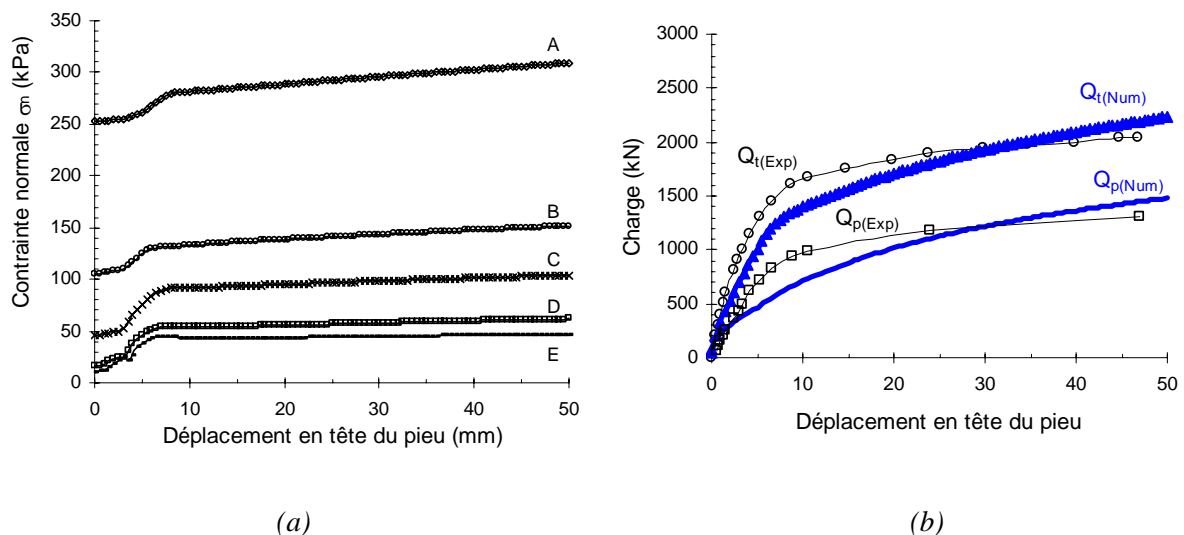 350
300
250
200
150
100
50
0
Contrainte normale σn (kPa)
A
B
C
D
E
0
10
20
30
40
50
Déplacement en tête du pieu (mm)
(a)
3000
2500
2000
1500
1000
500
0
Charge (kN)
Qt(Exp)
Qt(Num)
Qp(Exp)
Qp(Num)
0
10
20
30
40
50
Déplacement en tête du pieu
(b)